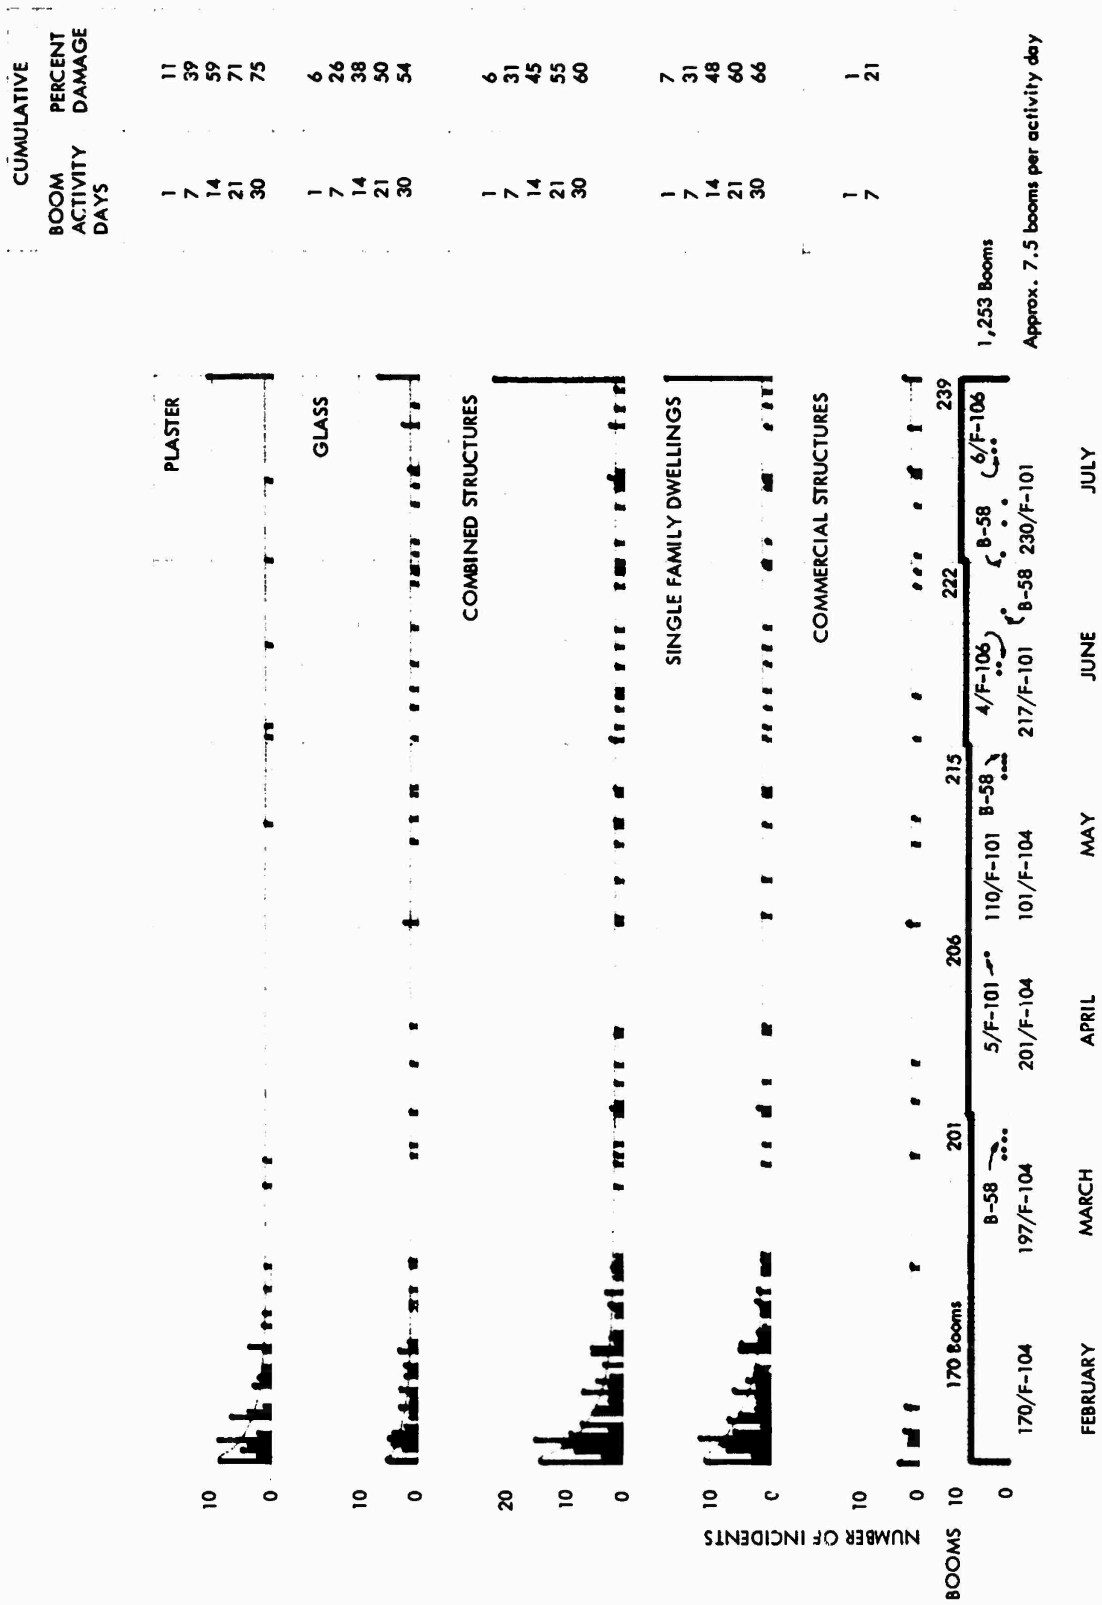 CUMULATIVE
BOOM ACTIVITY DAYS PERCENT DAMAGE
PLASTER
1 11
7 39
14 59
21 71
30 75
10
0
GLASS
1 6
7 26
14 38
21 50
30 54
10
0
COMBINED STRUCTURES
1 6
7 31
14 45
21 55
30 60
20
10
0
SINGLE FAMILY DWELLINGS
1 7
7 31
14 48
21 60
30 66
10
0
COMMERCIAL STRUCTURES
1 1
7 21
10
0
NUMBER OF INCIDENTS
BOOMS 10
0
170 Booms 201 206 215 222 239
1,253 Booms
B-58 5/F-101 110/F-101 B-58 4/F-106 B-58 6/F-106
170/F-104 197/F-104 201/F-104 101/F-104 217/F-101 B-58 230/F-101
Approx. 7.5 booms per activity day
FEBRUARY MARCH APRIL MAY JUNE JULY